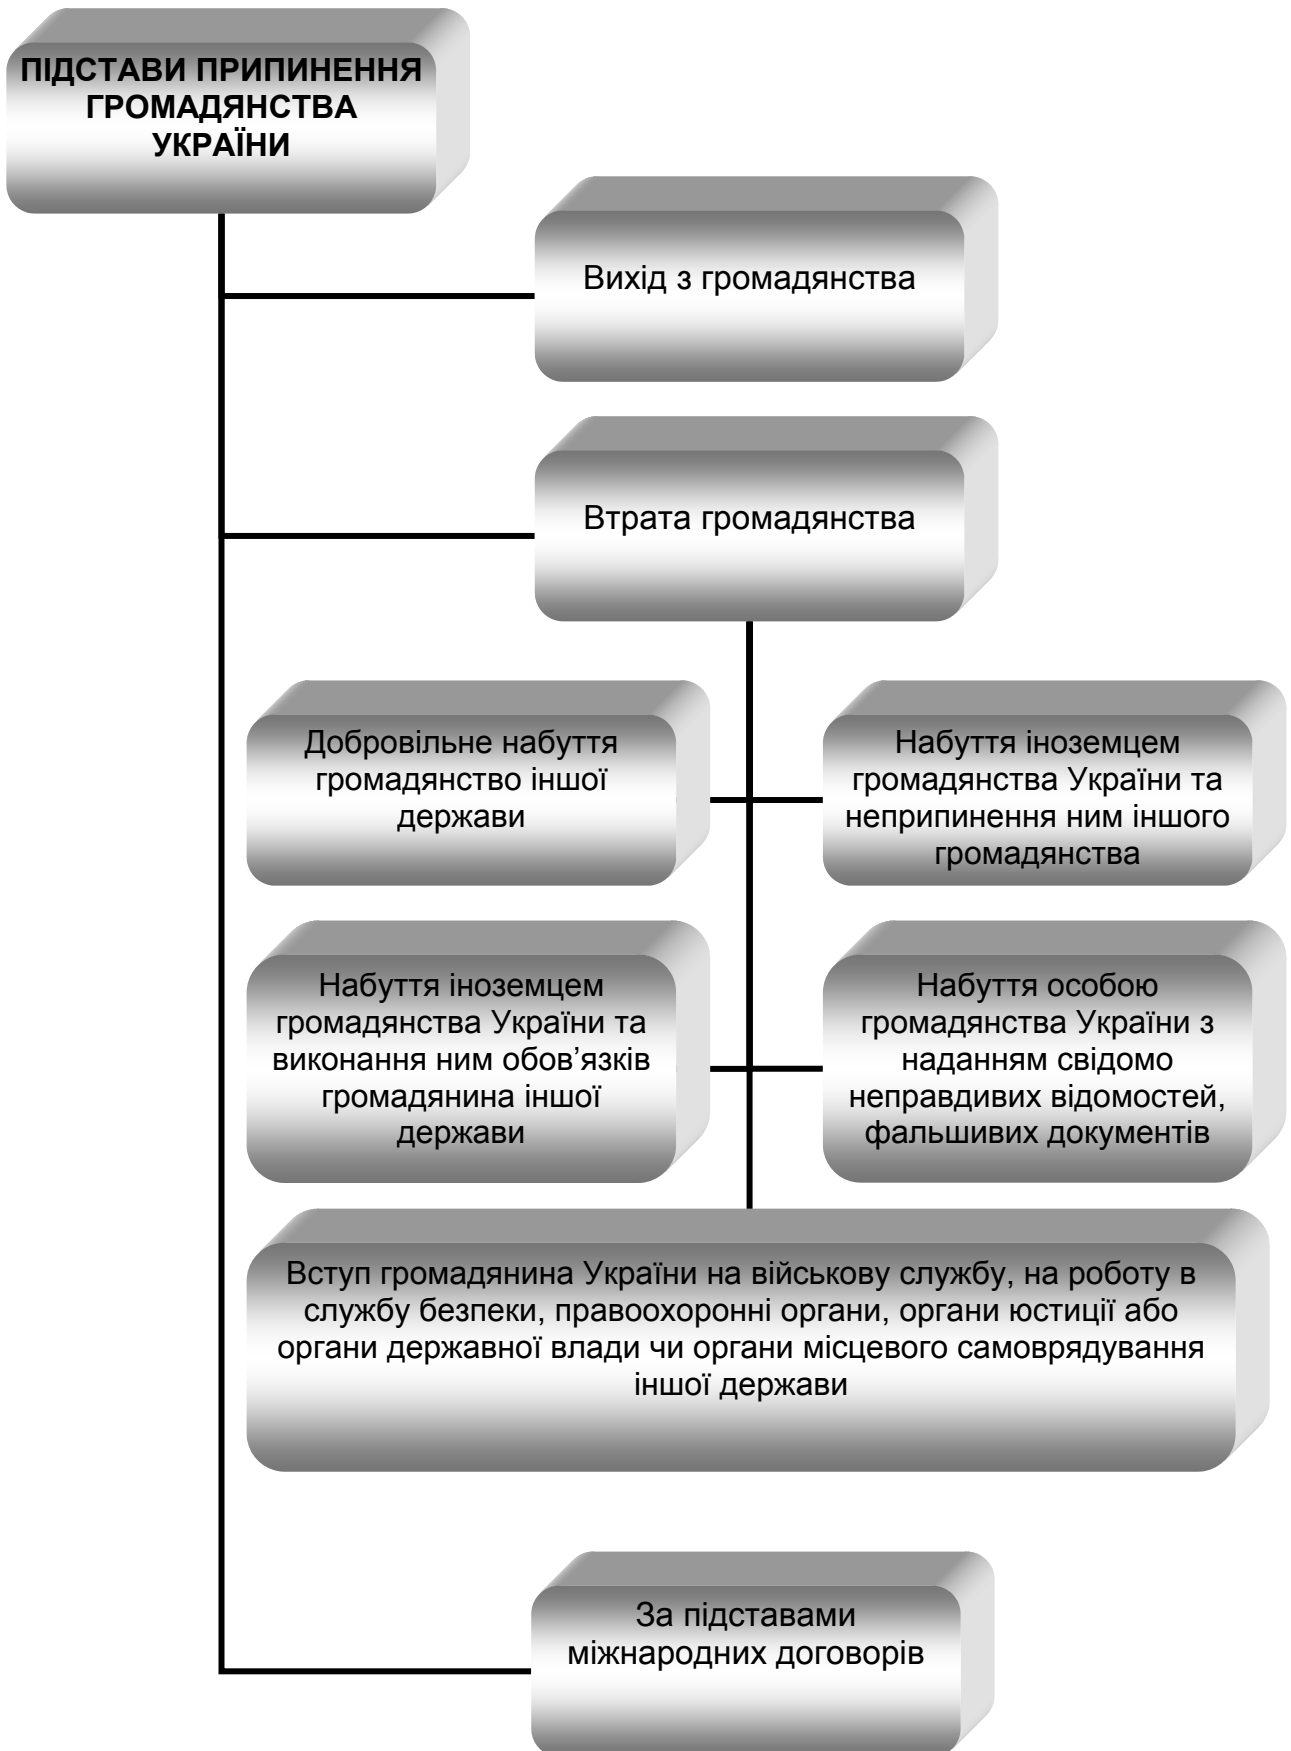 ПІДСТАВИ ПРИПИНЕННЯ
ГРОМАДЯНСТВА
УКРАЇНИ
Вихід з громадянства
Втрата громадянства
Добровільне набуття
громадянство іншої
держави
Набуття іноземцем
громадянства України та
неприпинення ним іншого
громадянства
Набуття іноземцем
громадянства України та
виконання ним обов’язків
громадянина іншої
держави
Набуття особою
громадянства України з
наданням свідомо
неправдивих відомостей,
фальшивих документів
Вступ громадянина України на військову службу, на роботу в
службу безпеки, правоохоронні органи, органи юстиції або
органи державної влади чи органи місцевого самоврядування
іншої держави
За підставами
міжнародних договорів